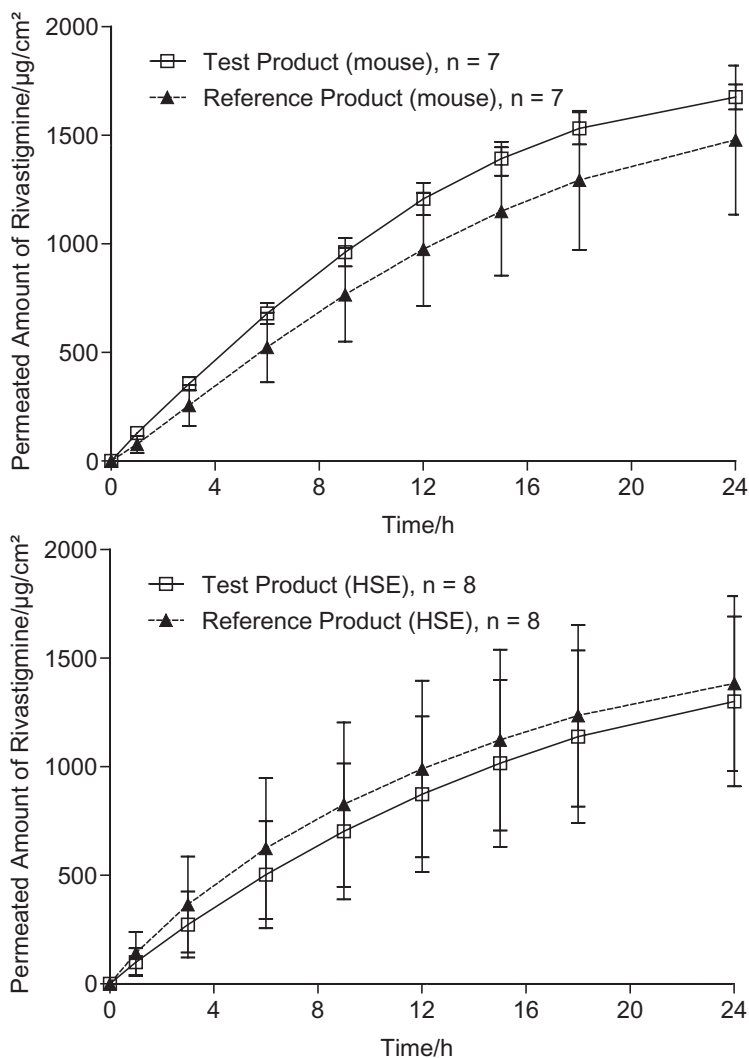 Permeated Amount of Rivastigmine/µg/cm²
2000
1500
1000
500
0
Test Product (mouse), n = 7
Reference Product (mouse), n = 7
0 4 8 12 16 20 24
Time/h
Permeated Amount of Rivastigmine/µg/cm²
2000
1500
1000
500
0
Test Product (HSE), n = 8
Reference Product (HSE), n = 8
0 4 8 12 16 20 24
Time/h